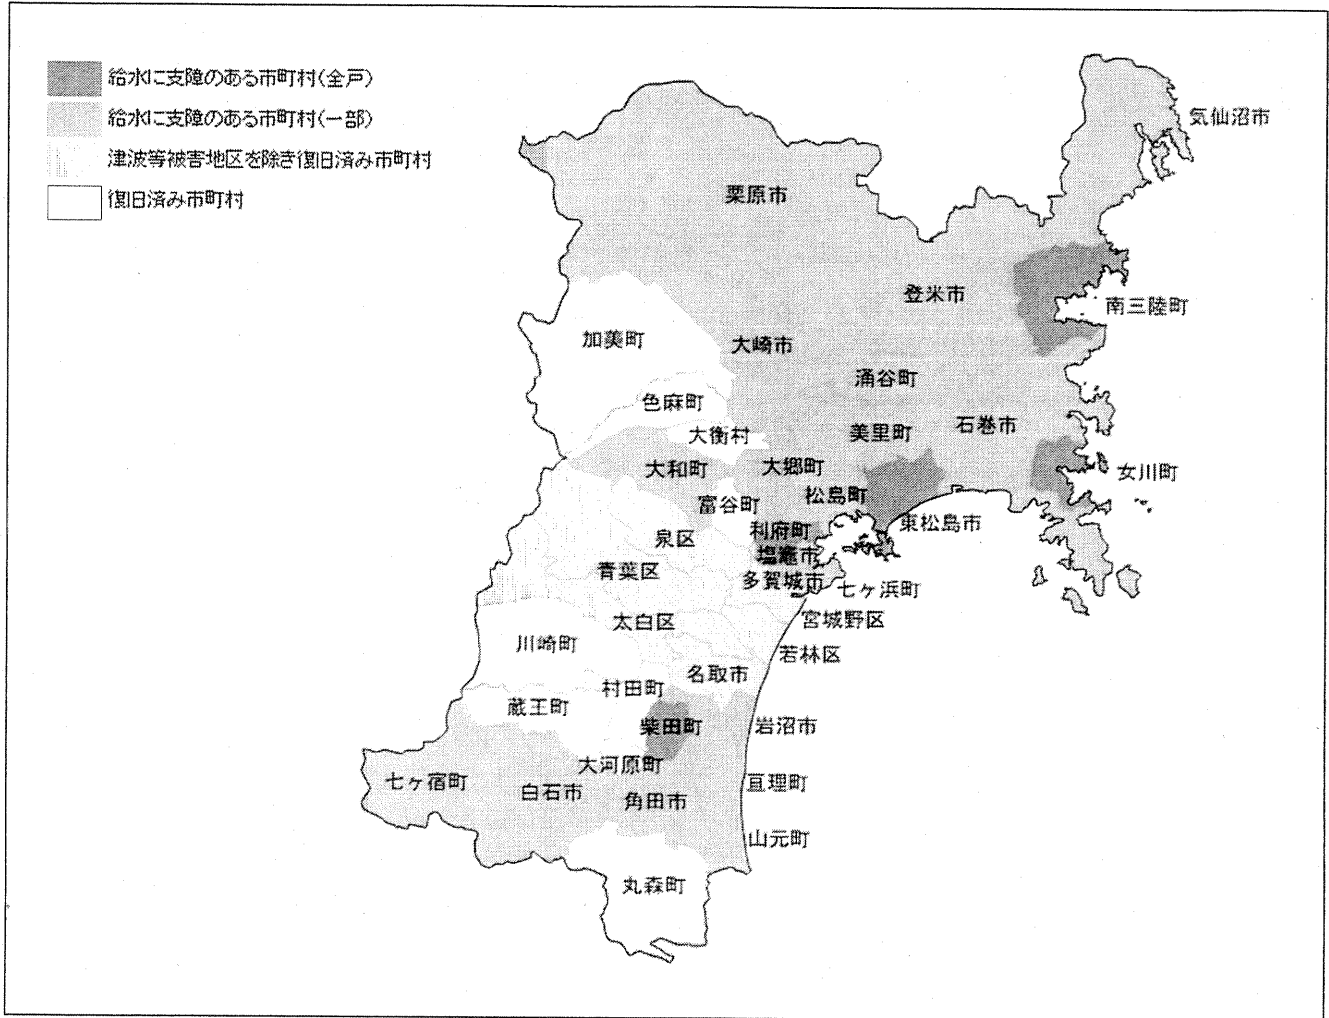 給水に支障のある市町村(全戸)
給水に支障のある市町村(一部)
津波等被害地区を除き復旧済み市町村
復旧済み市町村
気仙沼市
栗原市
登米市
南三陸町
加美町
大崎市
涌谷町
色麻町
石巻市
美里町
大衡村
大和町
大郷町
女川町
松島町
富谷町
東松島市
利府町
泉区
塩竈市
青葉区
多賀城市
七ヶ浜町
太白区
宮城野区
川崎町
若林区
名取市
村田町
蔵王町
柴田町
岩沼市
大河原町
七ヶ宿町
亘理町
白石市
角田市
山元町
丸森町